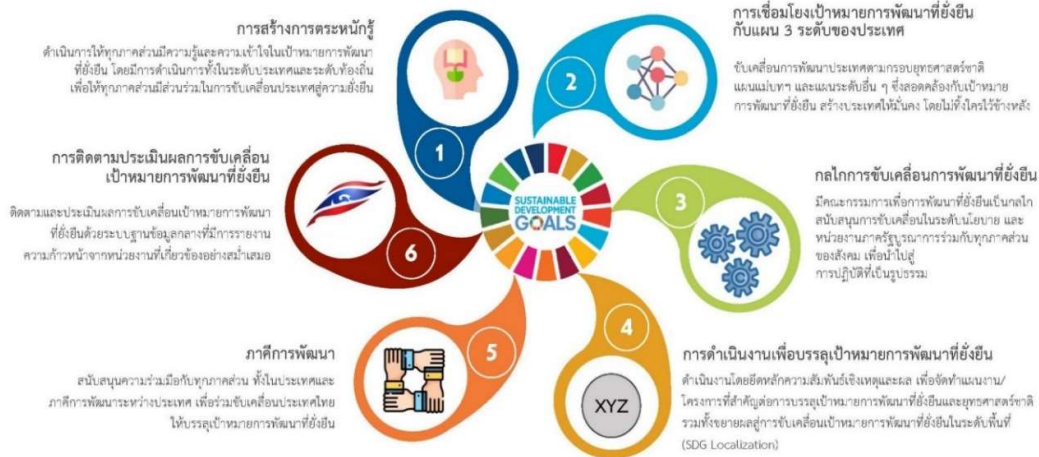 การสร้างการตระหนักรู้
ดำเนินการให้ทุกภาคส่วนมีความรู้และความเข้าใจในเป้าหมายการพัฒนา
ที่ยั่งยืน โดยมีการดำเนินการทั้งในระดับประเทศและระดับท้องถิ่น
เพื่อให้ทุกภาคส่วนมีส่วนร่วมในการขับเคลื่อนประเทศสู่ความยั่งยืน
1
การเชื่อมโยงเป้าหมายการพัฒนาที่ยั่งยืน
กับแผน 3 ระดับของประเทศ
ขับเคลื่อนการพัฒนาประเทศตามกรอบยุทธศาสตร์ชาติ
แผนแม่บทฯ และแผนระดับอื่น ๆ ซึ่งสอดคล้องกับเป้าหมาย
การพัฒนาที่ยั่งยืน สร้างประเทศให้มั่นคง โดยไม่ทิ้งใครไว้ข้างหลัง
2
กลไกการขับเคลื่อนการพัฒนาที่ยั่งยืน
มีคณะกรรมการเพื่อการพัฒนาที่ยั่งยืนเป็นกลไก
สนับสนุนการขับเคลื่อนในระดับนโยบาย และ
หน่วยงานภาครัฐบูรณาการร่วมกับทุกภาคส่วน
ของสังคม เพื่อนำไปสู่
การปฏิบัติที่เป็นรูปธรรม
3
การดำเนินงานเพื่อบรรลุเป้าหมายการพัฒนาที่ยั่งยืน
ดำเนินงานโดยยึดหลักความสัมพันธ์เชิงเหตุและผล เพื่อจัดทำแผนงาน/
โครงการที่สำคัญต่อการบรรลุเป้าหมายการพัฒนาที่ยั่งยืนและยุทธศาสตร์ชาติ
รวมทั้งขยายผลสู่การขับเคลื่อนเป้าหมายการพัฒนาที่ยั่งยืนในระดับพื้นที่
(SDG Localization)
4
XYZ
ภาคีการพัฒนา
สนับสนุนความร่วมมือกับทุกภาคส่วน ทั้งในประเทศและ
ภาคีการพัฒนาระหว่างประเทศ เพื่อร่วมขับเคลื่อนประเทศไทย
ให้บรรลุเป้าหมายการพัฒนาที่ยั่งยืน
5
การติดตามประเมินผลการขับเคลื่อน
เป้าหมายการพัฒนาที่ยั่งยืน
ติดตามและประเมินผลการขับเคลื่อนเป้าหมายการพัฒนา
ที่ยั่งยืนด้วยระบบฐานข้อมูลกลางที่มีการรายงาน
ความก้าวหน้าจากหน่วยงานที่เกี่ยวข้องอย่างสม่ำเสมอ
6
SUSTAINABLE
DEVELOPMENT
GOALS